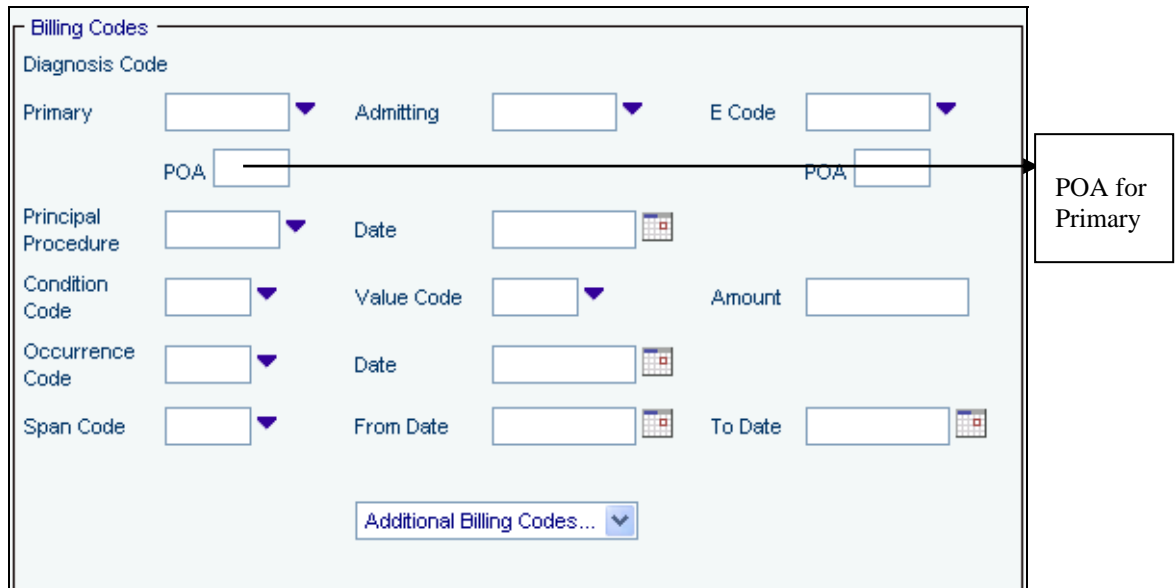 Billing Codes
Diagnosis Code
Primary Admitting E Code
POA POA
POA for
Primary
Principal
Procedure Date
Condition
Code Value Code Amount
Occurrence
Code Date
Span Code From Date To Date
Additional Billing Codes...